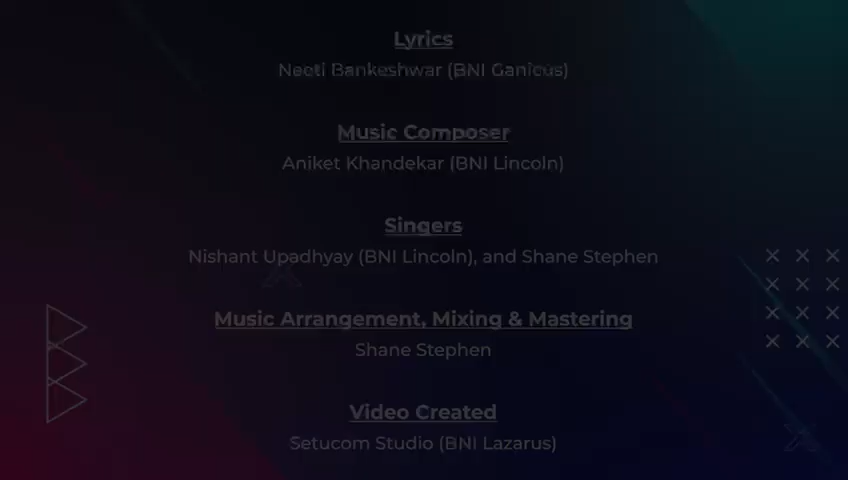 Lyrics
Neeti Bankeshwar (BNI Ganicus)
Music Composer
Aniket Khandekar (BNI Lincoln)
Singers
Nishant Upadhyay (BNI Lincoln), and Shane Stephen
Music Arrangement, Mixing & Mastering
Shane Stephen
Video Created
Setucom Studio (BNI Lazarus)